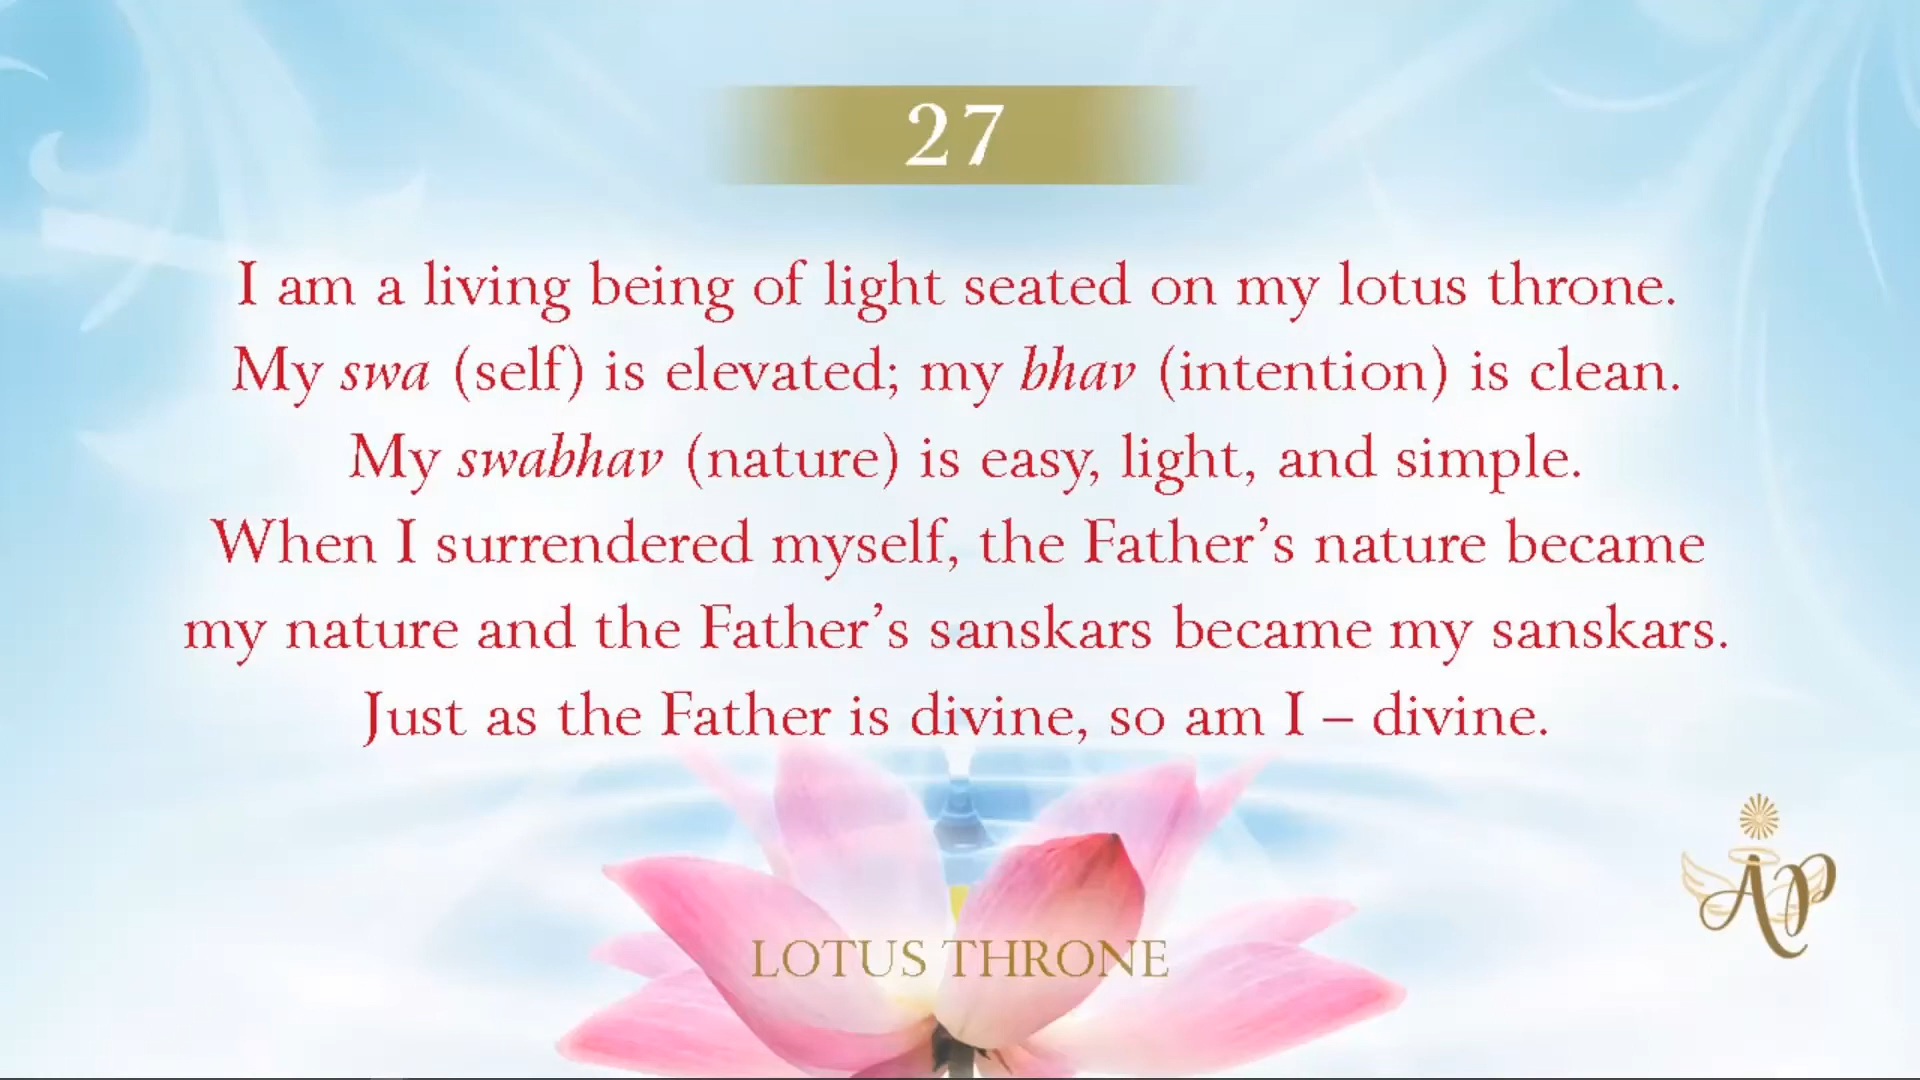 27
I am a living being of light seated on my lotus throne.
My swa (self) is elevated; my bhav (intention) is clean.
My swabhav (nature) is easy, light, and simple.
When I surrendered myself, the Father’s nature became
my nature and the Father’s sanskars became my sanskars.
Just as the Father is divine, so am I – divine.
AP
LOTUS THRONE